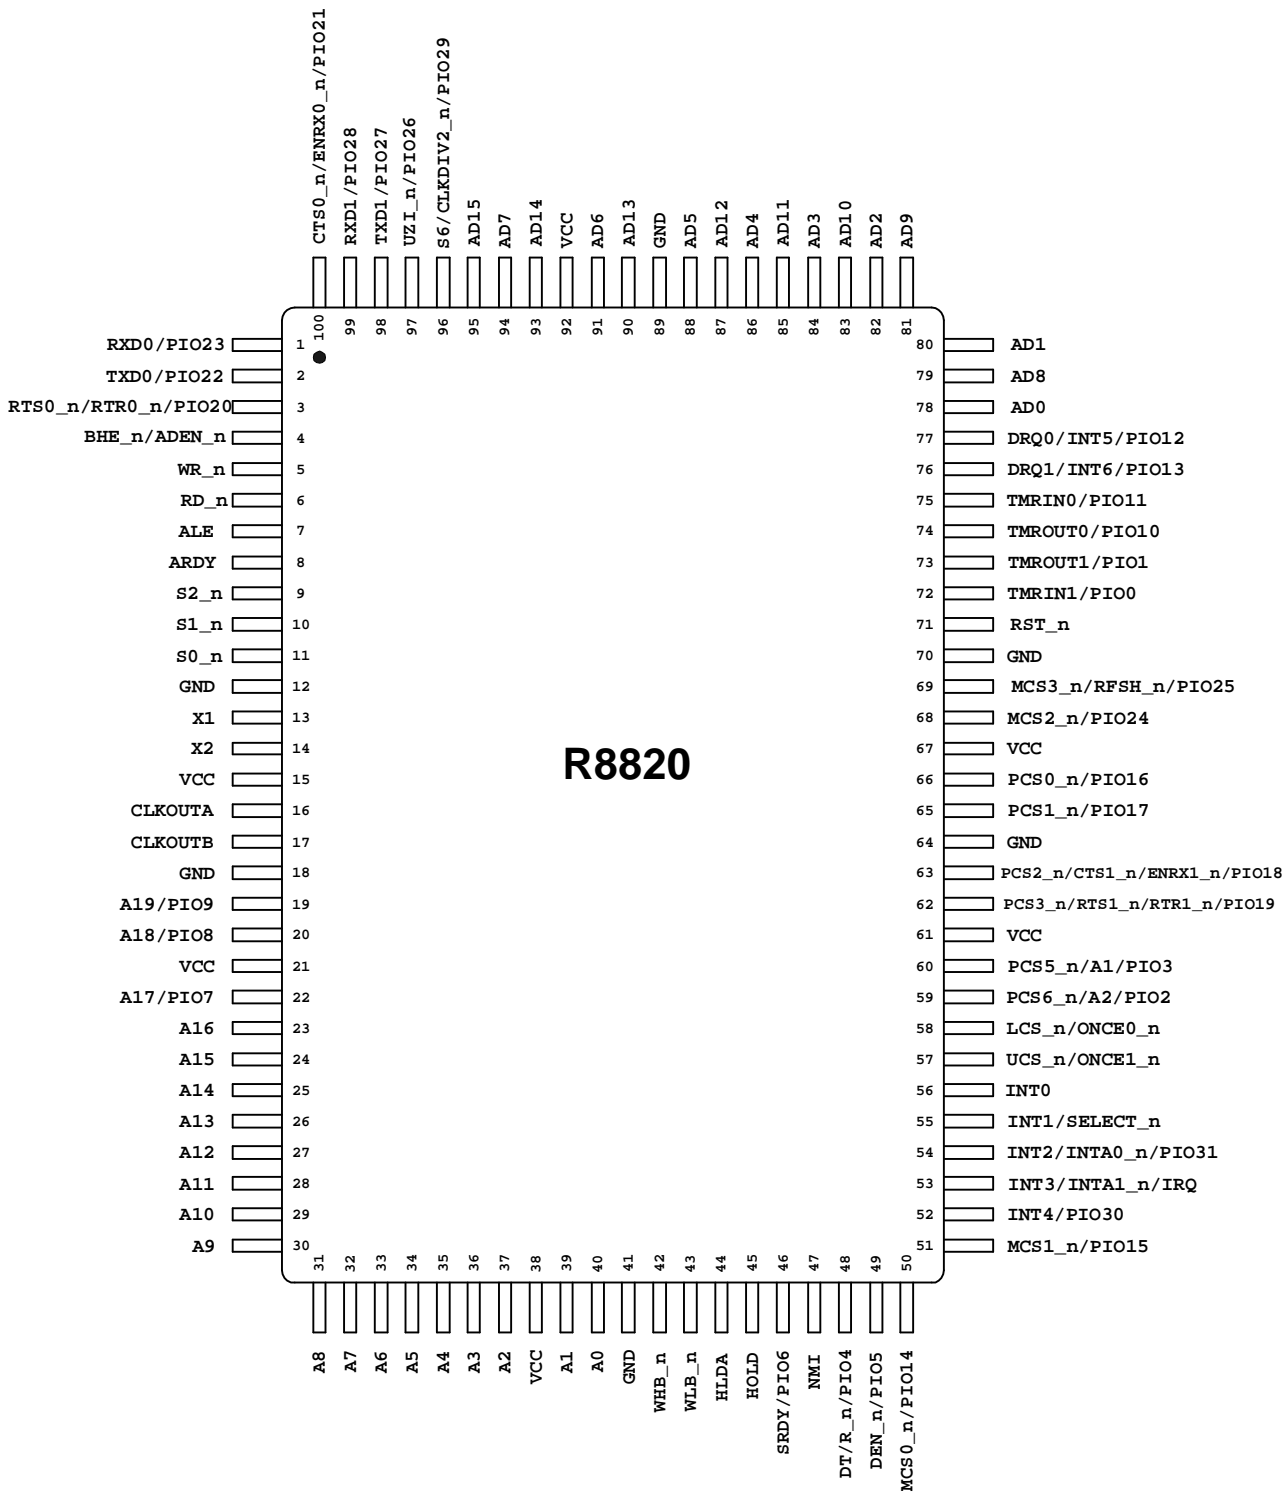 CTS0_n/ENRX0_n/PIO21
RXD1/PIO28
TXD1/PIO27
UZI_n/PIO26
S6/CLKDIV2_n/PIO29
AD15
AD7
AD14
VCC
AD6
AD13
GND
AD5
AD12
AD4
AD11
AD3
AD10
AD2
AD9
100 99 98 97 96 95 94 93 92 91 90 89 88 87 86 85 84 83 82 81
RXD0/PIO23 1 80 AD1
TXD0/PIO22 2 79 AD8
RTS0_n/RTR0_n/PIO20 3 78 AD0
BHE_n/ADEN_n 4 77 DRQ0/INT5/PIO12
WR_n 5 76 DRQ1/INT6/PIO13
RD_n 6 75 TMRIN0/PIO11
ALE 7 74 TMROUT0/PIO10
ARDY 8 73 TMROUT1/PIO1
S2_n 9 72 TMRIN1/PIO0
S1_n 10 71 RST_n
S0_n 11 70 GND
GND 12 69 MCS3_n/RFSH_n/PIO25
X1 13 68 MCS2_n/PIO24
X2 14 67 VCC
R8820
VCC 15 66 PCS0_n/PIO16
CLKOUTA 16 65 PCS1_n/PIO17
CLKOUTB 17 64 GND
GND 18 63 PCS2_n/CTS1_n/ENRX1_n/PIO18
A19/PIO9 19 62 PCS3_n/RTS1_n/RTR1_n/PIO19
A18/PIO8 20 61 VCC
VCC 21 60 PCS5_n/A1/PIO3
A17/PIO7 22 59 PCS6_n/A2/PIO2
A16 23 58 LCS_n/ONCE0_n
A15 24 57 UCS_n/ONCE1_n
A14 25 56 INT0
A13 26 55 INT1/SELECT_n
A12 27 54 INT2/INTA0_n/PIO31
A11 28 53 INT3/INTA1_n/IRQ
A10 29 52 INT4/PIO30
A9 30 51 MCS1_n/PIO15
31 32 33 34 35 36 37 38 39 40 41 42 43 44 45 46 47 48 49 50
A8
A7
A6
A5
A4
A3
A2
VCC
A1
A0
GND
WHB_n
WLB_n
HLDA
HOLD
SRDY/PIO6
NMI
DT/R_n/PIO4
DEN_n/PIO5
MCS0_n/PIO14